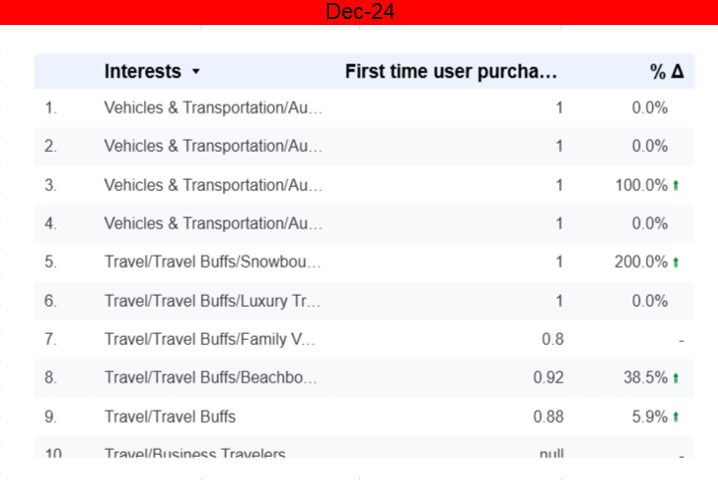 Dec-24
Interests First time user purcha... % Δ
1. Vehicles & Transportation/Au... 1 0.0%
2. Vehicles & Transportation/Au... 1 0.0%
3. Vehicles & Transportation/Au... 1 100.0%
4. Vehicles & Transportation/Au... 1 0.0%
5. Travel/Travel Buffs/Snowbou... 1 200.0%
6. Travel/Travel Buffs/Luxury Tr... 1 0.0%
7. Travel/Travel Buffs/Family V... 0.8 -
8. Travel/Travel Buffs/Beachbo... 0.92 38.5%
9. Travel/Travel Buffs 0.88 5.9%
10. Travel/Business Travelers null -